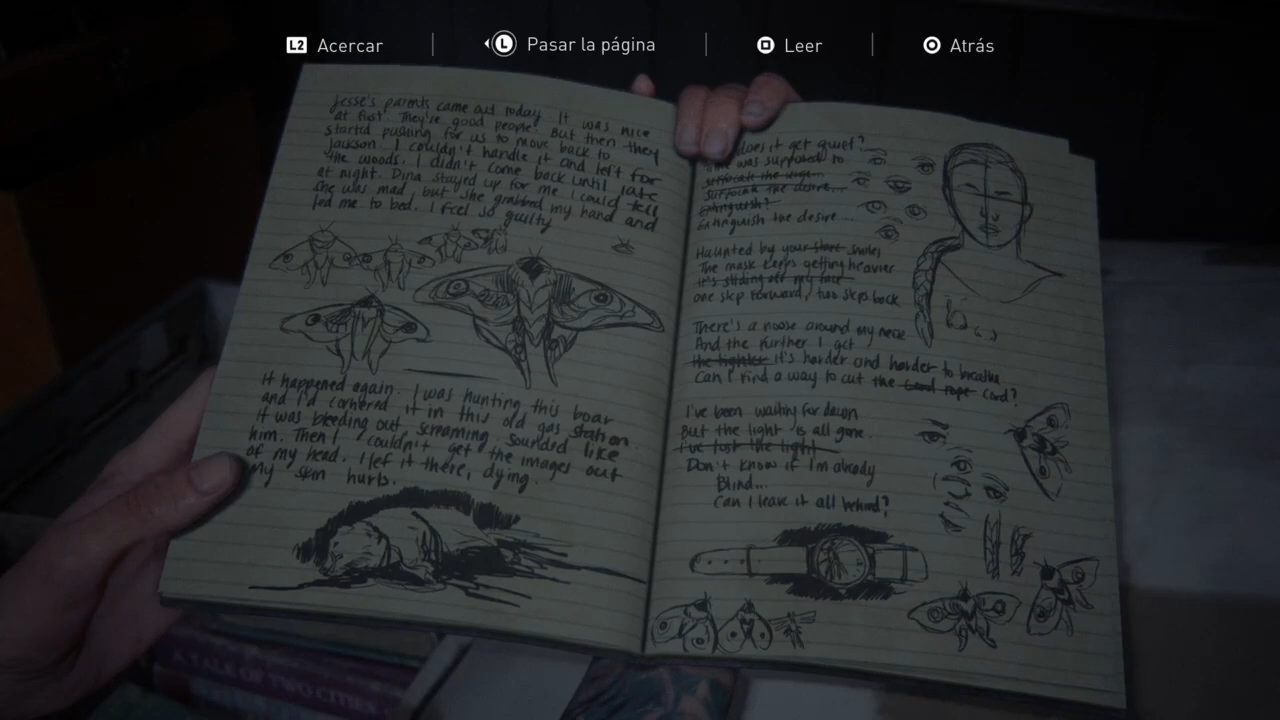 L2 Acercar
L Pasar la página
Leer
Atrás
Jesse's parents came out today. It was nice
at first. They're good people. But then they
started pushing for us to move back to
Jackson. I couldn't handle it and left for
the woods. I didn't come back until late
at night. Dina stayed up for me. I could tell
she was mad, but she grabbed my hand and
led me to bed. I feel so guilty
It happened again. I was hunting this boar
and I'd cornered it in this old gas station.
It was bleeding out, screaming. Sounded like
him. Then I couldn't get the images out
of my head. I left it there, dying.
My skin hurts.
does it get quiet?
was supposed to
suffocate the urge...
suffocate the desire...
extinguish?
Extinguish the desire...
Haunted by your stare smiles
The mask keeps getting heavier
It's sliding off my face
one step forward, two steps back
There's a noose around my neck
And the further I get
the tighter it's harder and harder to breathe
Can I find a way to cut the cord rope cord?
I've been waiting for dawn
But the light is all gone.
I've lost the light
Don't know if I'm already
Blind...
Can I leave it all behind?
A TALE OF TWO CITIES